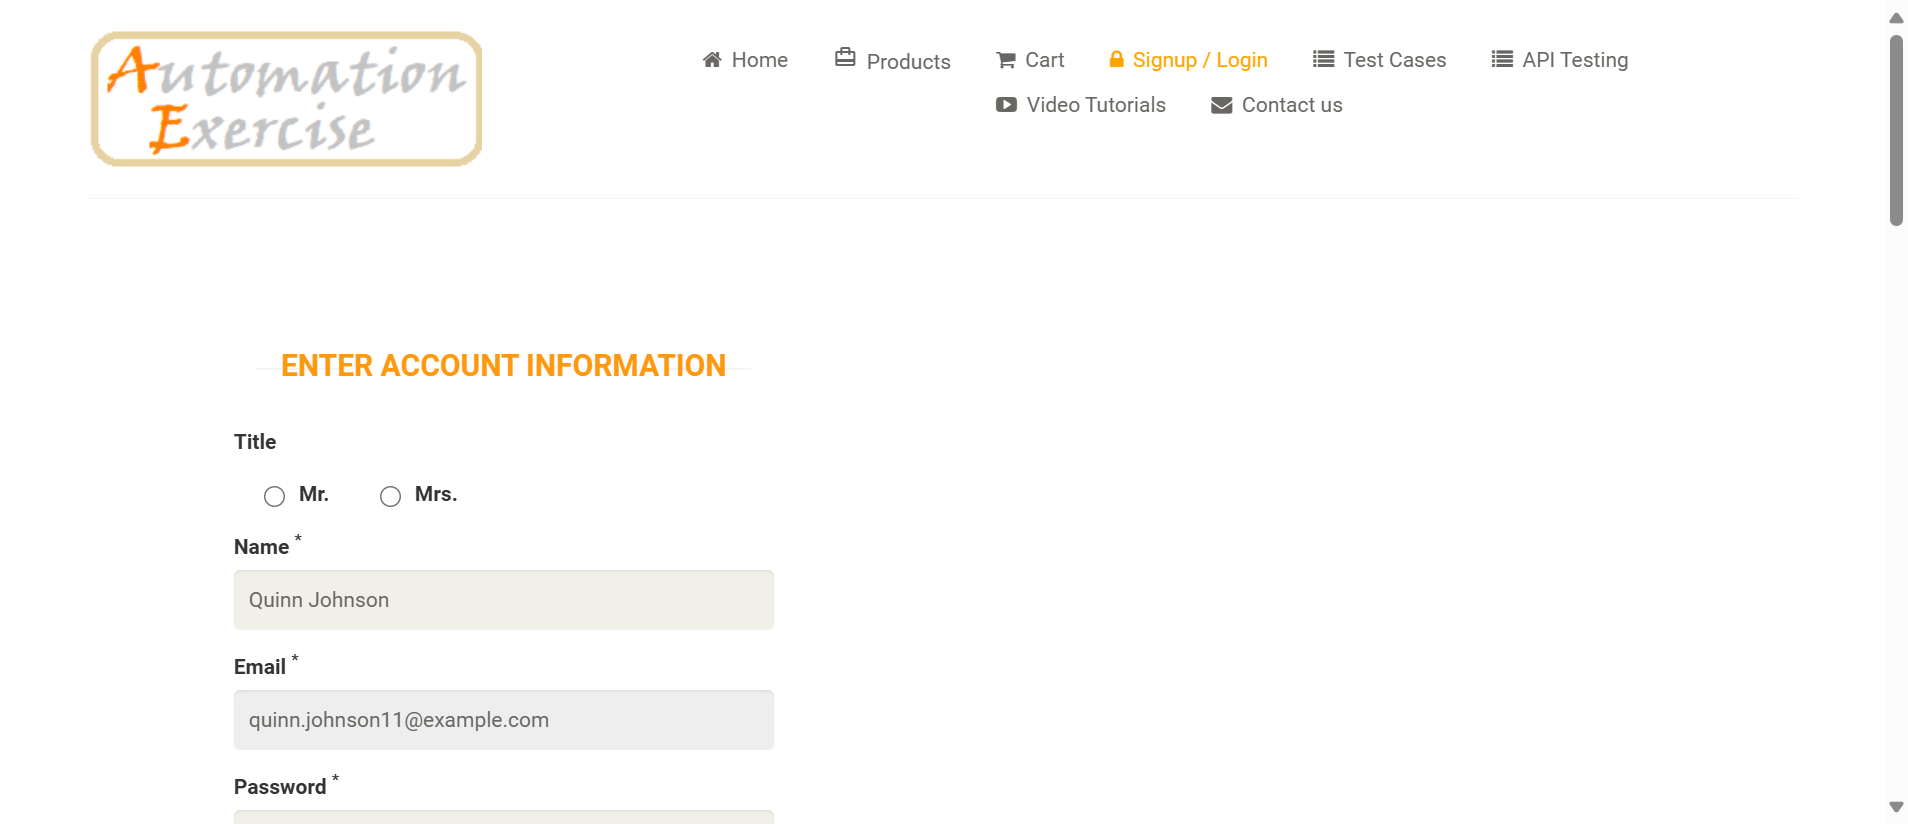 Automation
Exercise
Home Products Cart Signup / Login Test Cases API Testing
Video Tutorials Contact us
ENTER ACCOUNT INFORMATION
Title
Mr. Mrs.
Name *
Quinn Johnson
Email *
quinn.johnson11@example.com
Password *